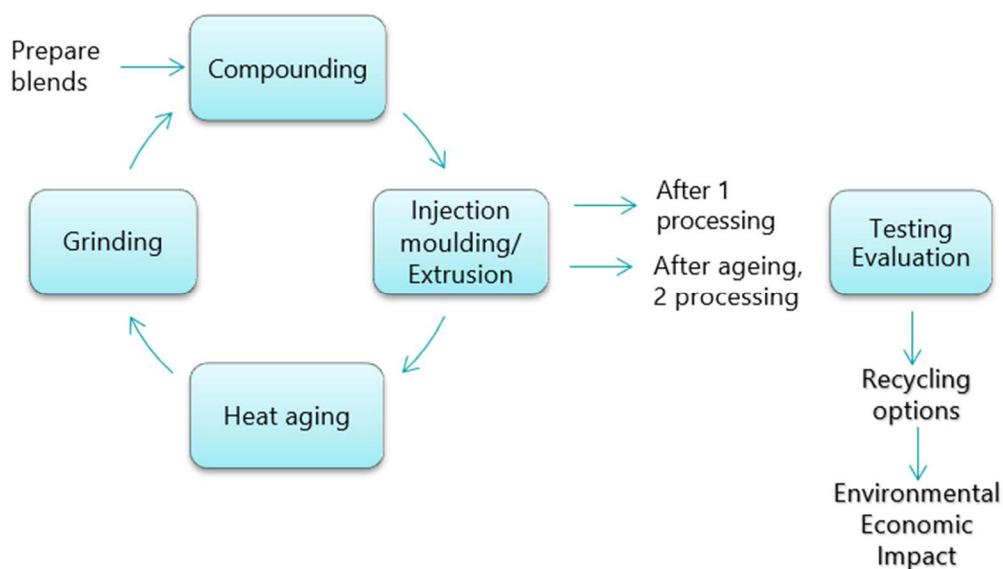 Prepare
blends
Compounding
Grinding
Injection
moulding/
Extrusion
After 1
processing
After ageing,
2 processing
Testing
Evaluation
Heat aging
Recycling
options
Environmental
Economic
Impact